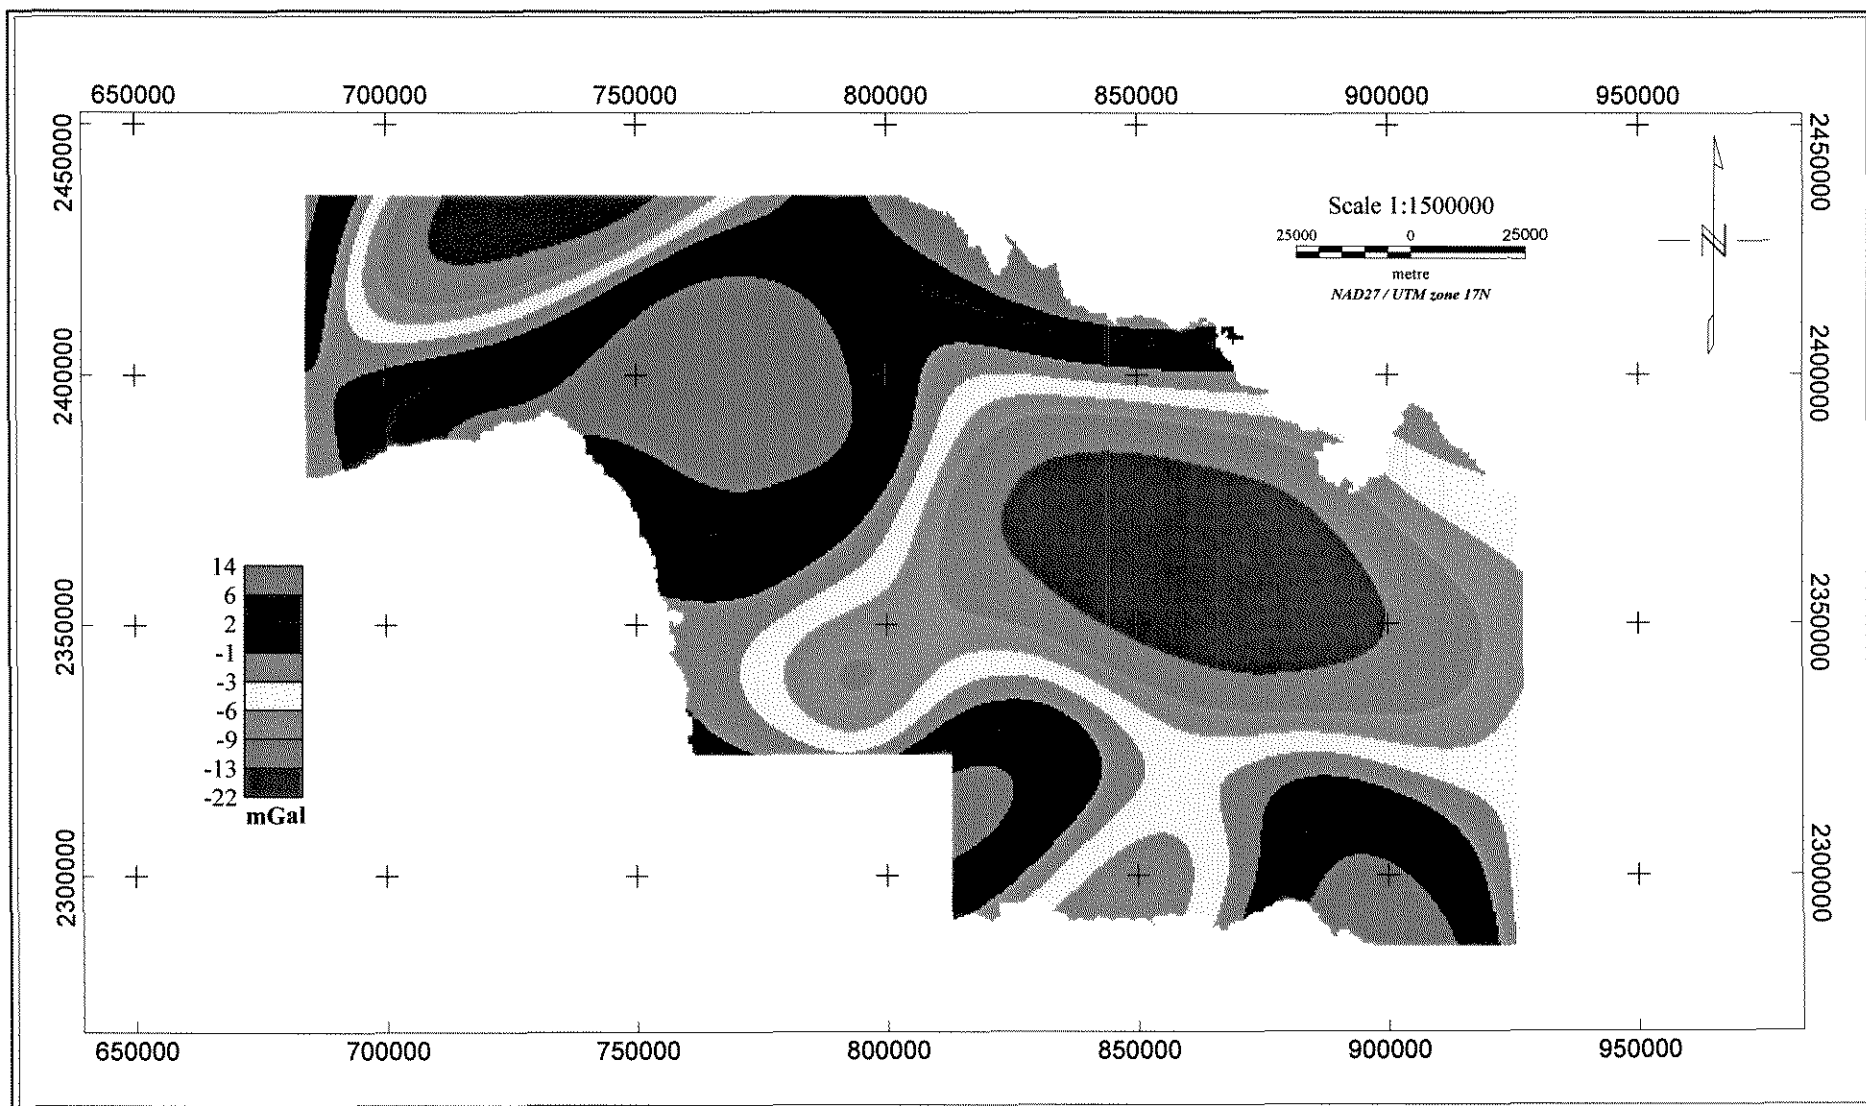 650000 700000 750000 800000 850000 900000 950000
2450000 2450000
Scale 1:1500000
25000 0 25000
metre
NAD27 / UTM zone 17N
N
2400000 2400000
14
6
2
-1
-3
-6
-9
-13
-22
mGal
2350000 2350000
2300000 2300000
650000 700000 750000 800000 850000 900000 950000